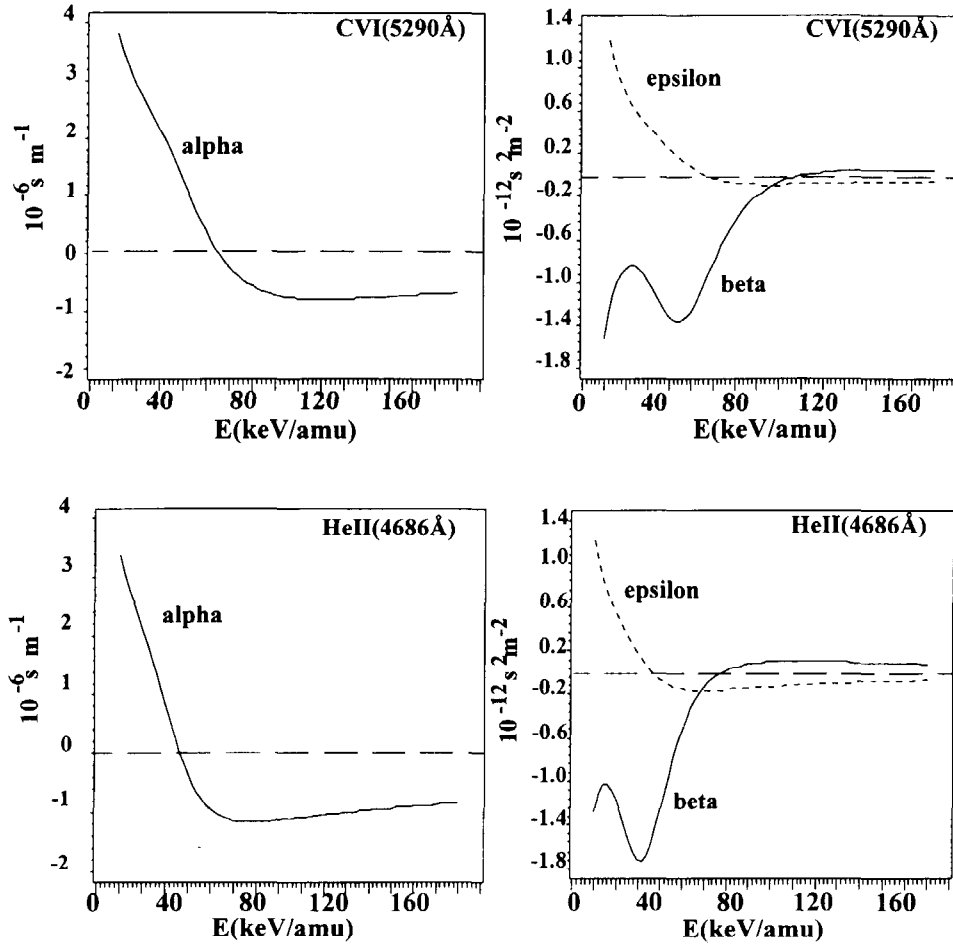 CVI(5290Å)
4
3
2
1
0
-1
-2
10 -6 s m -1
alpha
0 40 80 120 160
E(keV/amu)
CVI(5290Å)
1.4
1.0
0.6
0.2
-0.2
-0.6
-1.0
-1.4
-1.8
10 -12 s 2 m -2
epsilon
beta
0 40 80 120 160
E(keV/amu)
HeII(4686Å)
4
3
2
1
0
-1
-2
10 -6 s m -1
alpha
0 40 80 120 160
E(keV/amu)
HeII(4686Å)
1.4
1.0
0.6
0.2
-0.2
-0.6
-1.0
-1.4
-1.8
10 -12 s 2 m -2
epsilon
beta
0 40 80 120 160
E(keV/amu)